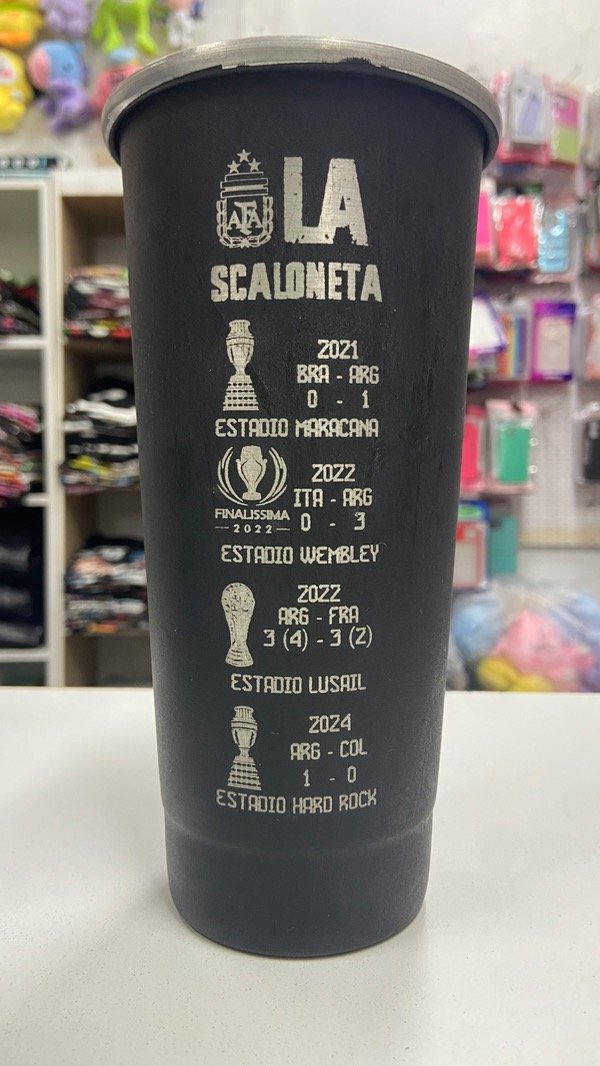 AFA
LA
SCALONETA
2021
BRA - ARG
0 - 1
ESTADIO MARACANA
2022
ITA - ARG
0 - 3
FINALISSIMA
2022
ESTADIO WEMBLEY
2022
ARG - FRA
3 (4) - 3 (2)
ESTADIO LUSAIL
2024
ARG - COL
1 - 0
ESTADIO HARD ROCK